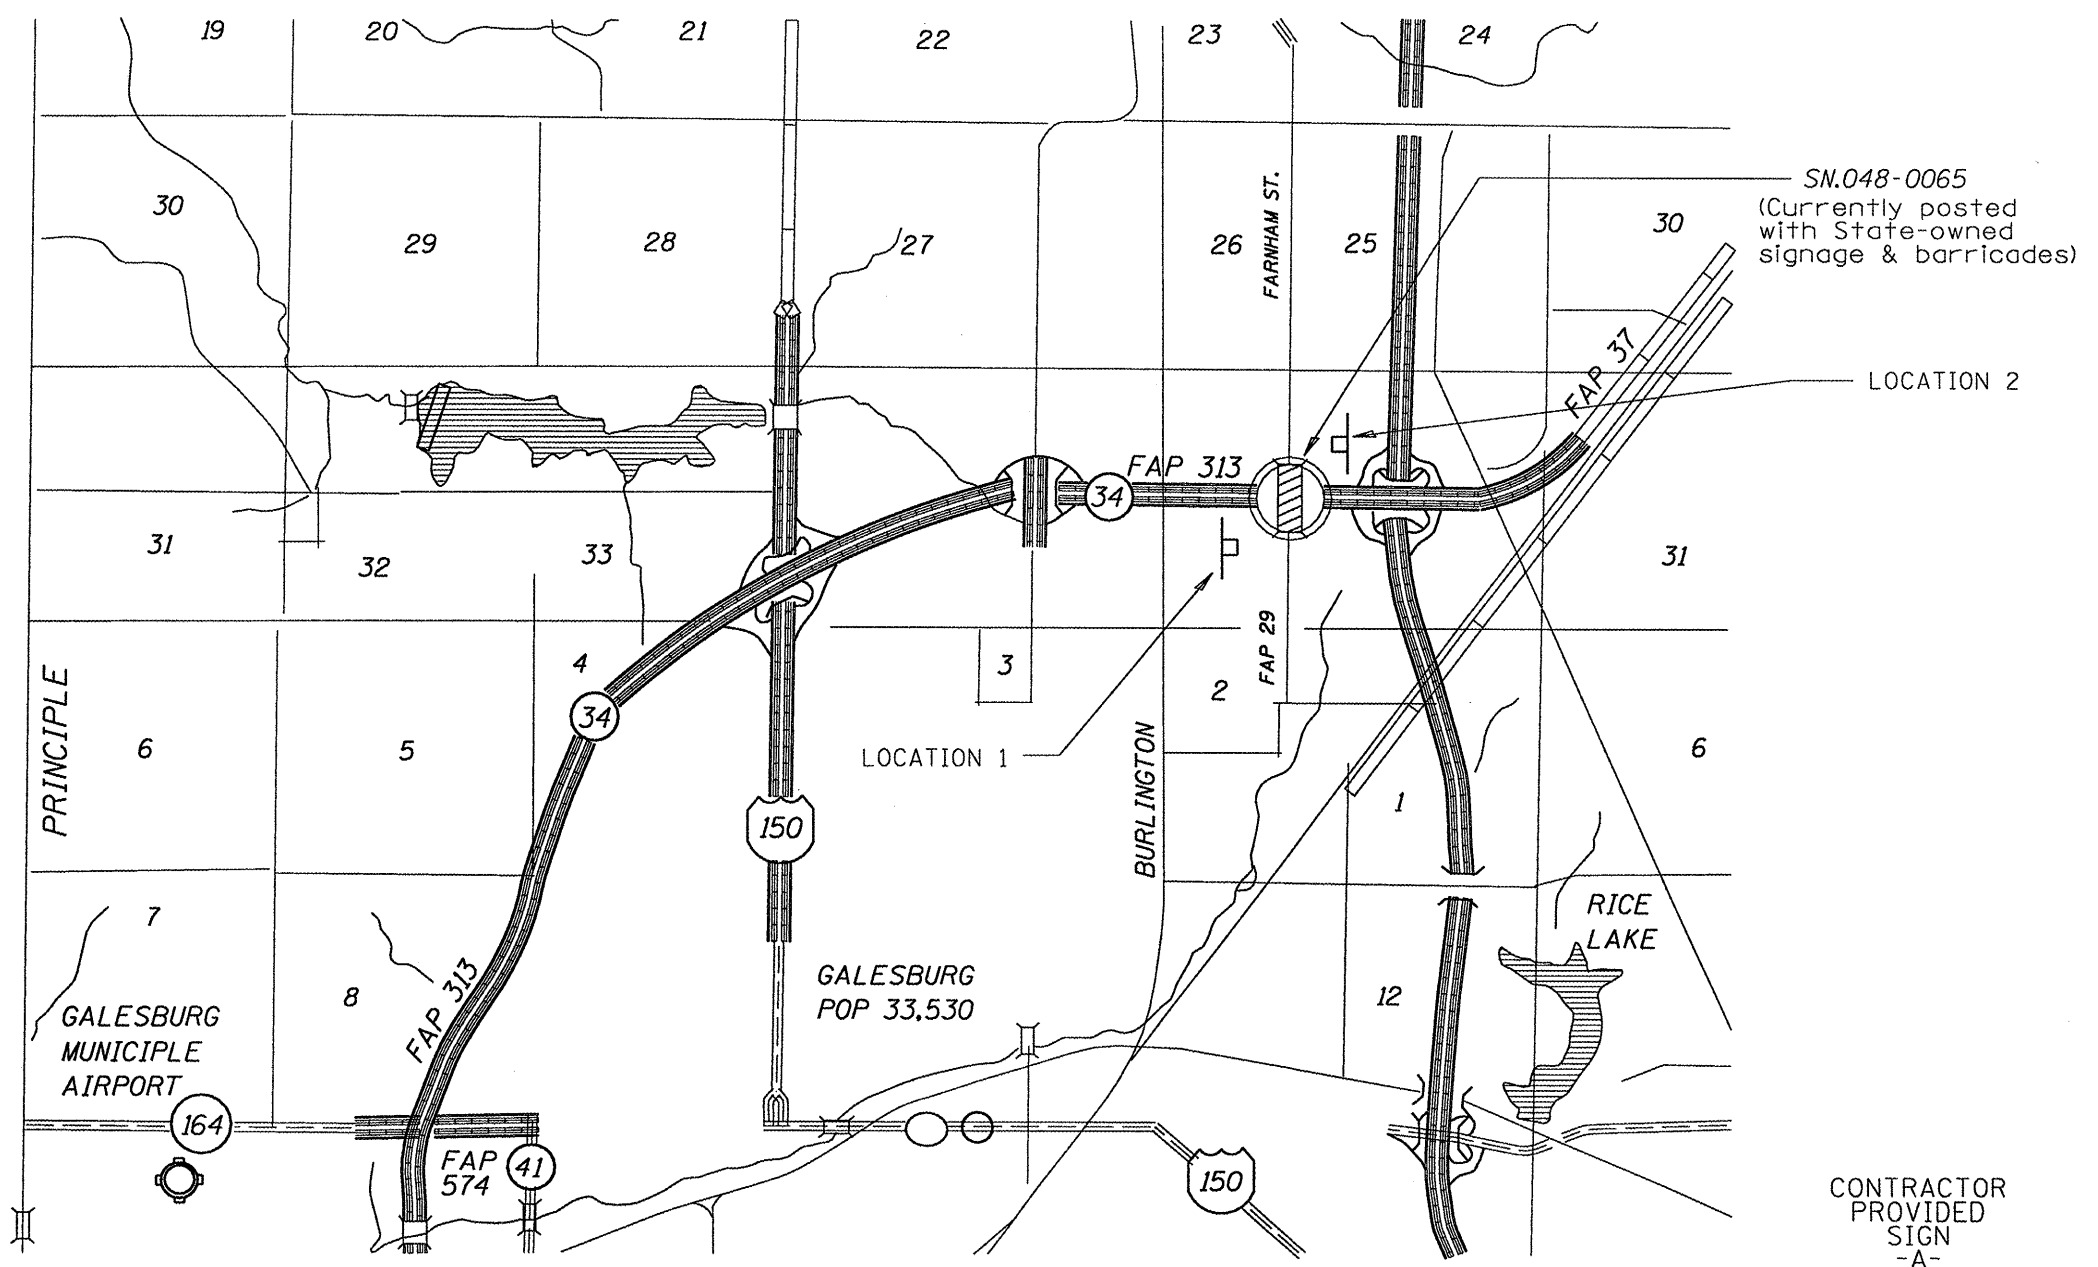 19
20
21
22
23
24
30
29
28
27
26
FARNHAM ST.
25
SN.048-0065
(Currently posted
with State-owned
signage & barricades)
30
FAP 37
LOCATION 2
FAP 313
34
31
32
33
31
4
3
FAP 29
2
PRINCIPLE
34
6
5
LOCATION 1
BURLINGTON
6
1
150
7
8
FAP 313
GALESBURG
POP 33,530
RICE
LAKE
12
GALESBURG
MUNICIPLE
AIRPORT
164
FAP
574
41
150
CONTRACTOR
PROVIDED
SIGN
-A-